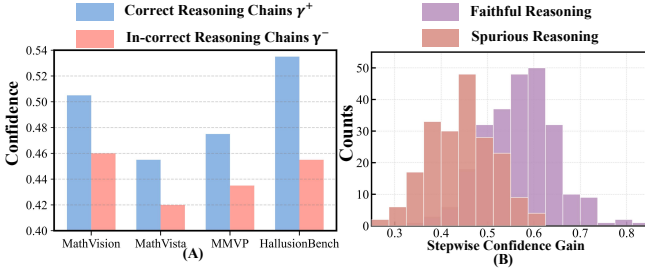 Correct Reasoning Chains γ⁺
In-correct Reasoning Chains γ⁻
Confidence
0.54
0.50
0.48
0.46
0.44
0.42
0.40
MathVision
MathVista
MMVP
HallusionBench
(A)
Faithful Reasoning
Spurious Reasoning
Counts
50
40
30
20
10
0
0.3
0.4
0.5
0.6
0.7
0.8
Stepwise Confidence Gain
(B)